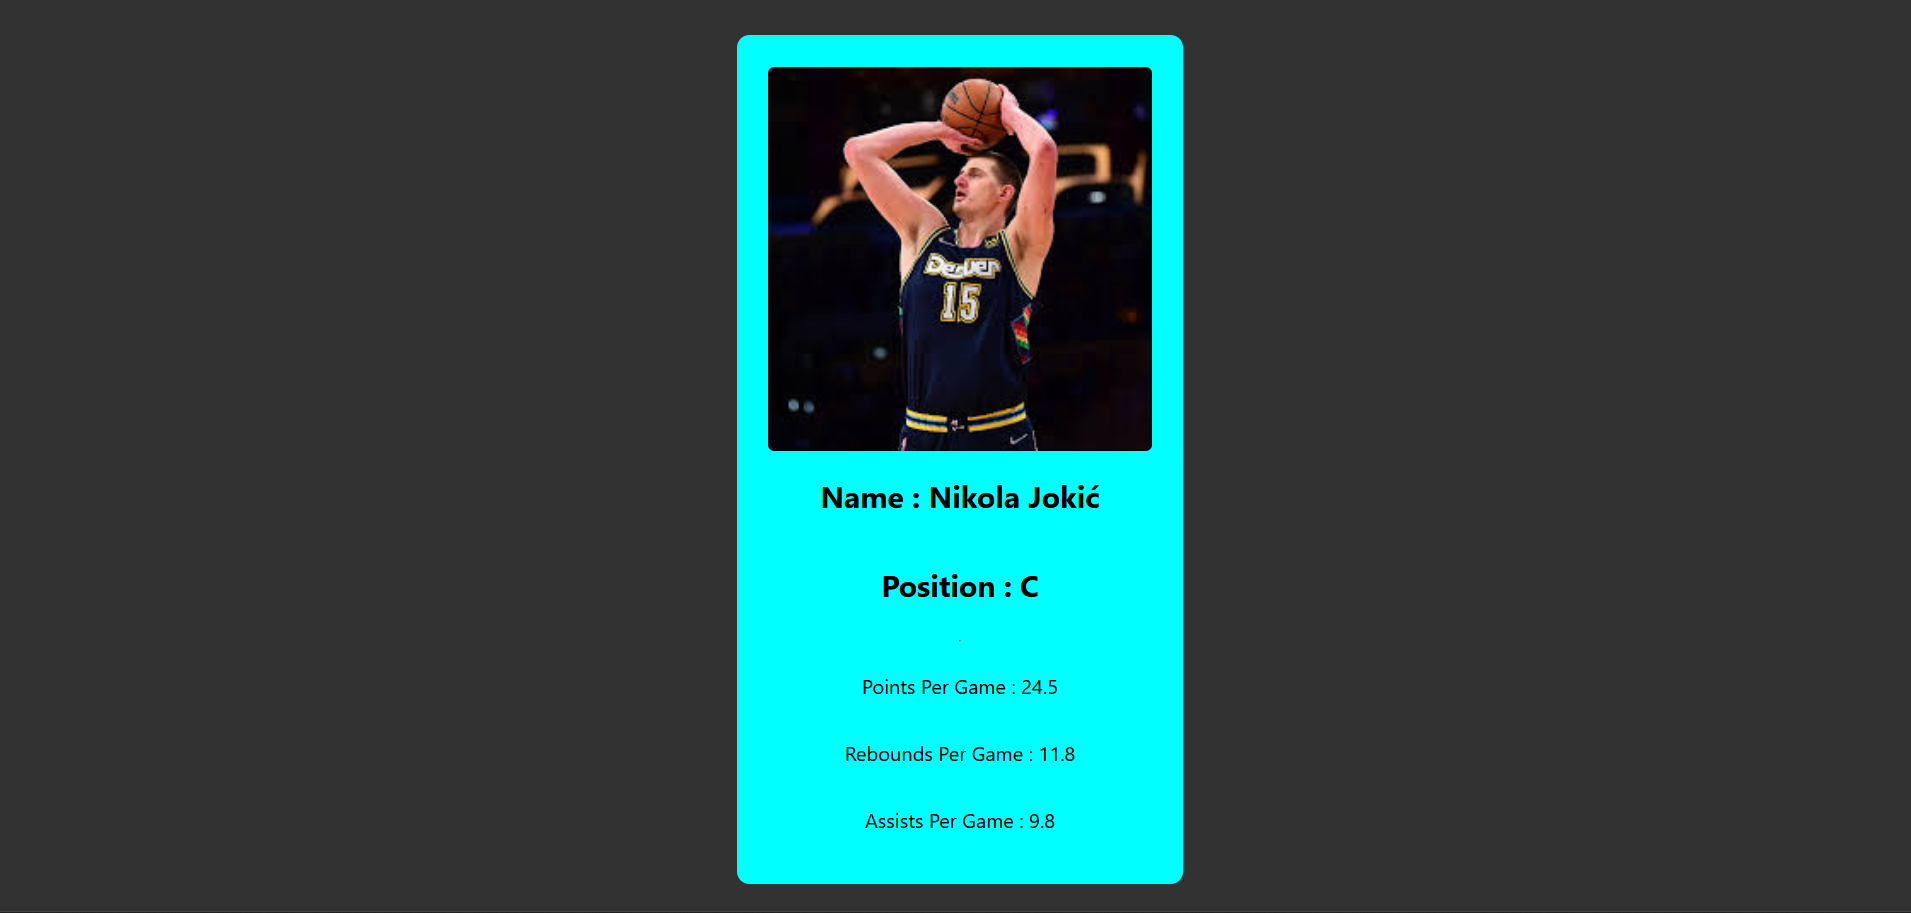 Denver
15
Name : Nikola Jokić
Position : C
Points Per Game : 24.5
Rebounds Per Game : 11.8
Assists Per Game : 9.8